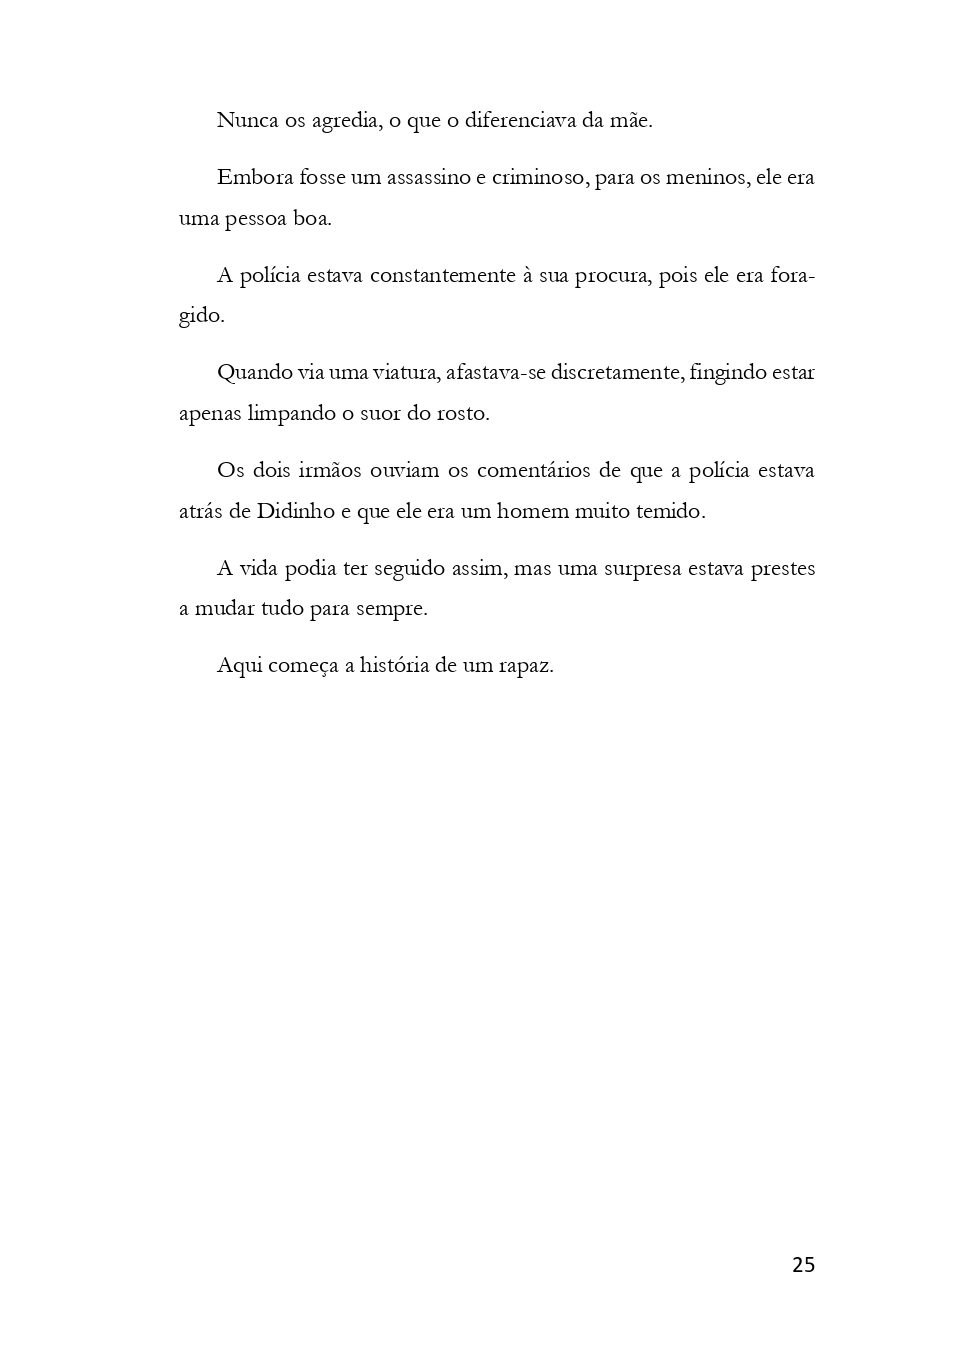 Nunca os agredia, o que o diferenciava da mãe.
Embora fosse um assassino e criminoso, para os meninos, ele era
uma pessoa boa.
A polícia estava constantemente à sua procura, pois ele era fora-
gido.
Quando via uma viatura, afastava-se discretamente, fingindo estar
apenas limpando o suor do rosto.
Os dois irmãos ouviam os comentários de que a polícia estava
atrás de Didinho e que ele era um homem muito temido.
A vida podia ter seguido assim, mas uma surpresa estava prestes
a mudar tudo para sempre.
Aqui começa a história de um rapaz.
25